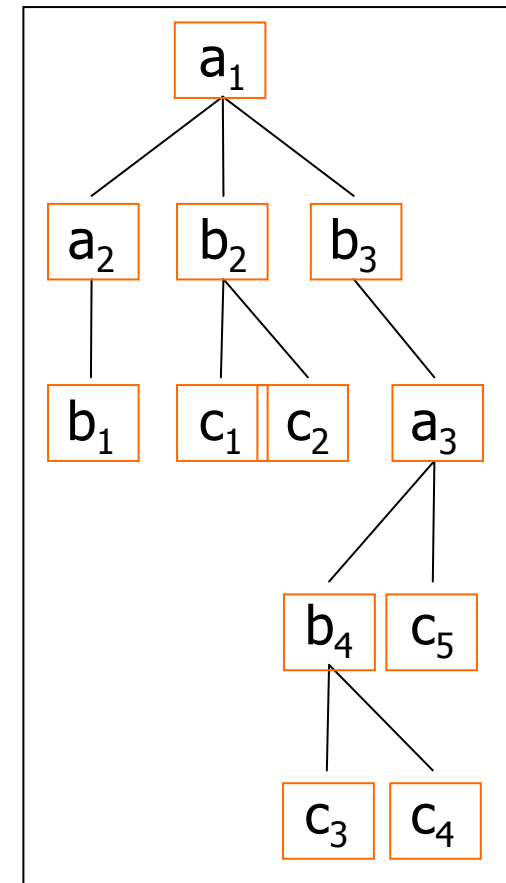 a₁
a₂ b₂ b₃
b₁ c₁ c₂ a₃
b₄ c₅
c₃ c₄